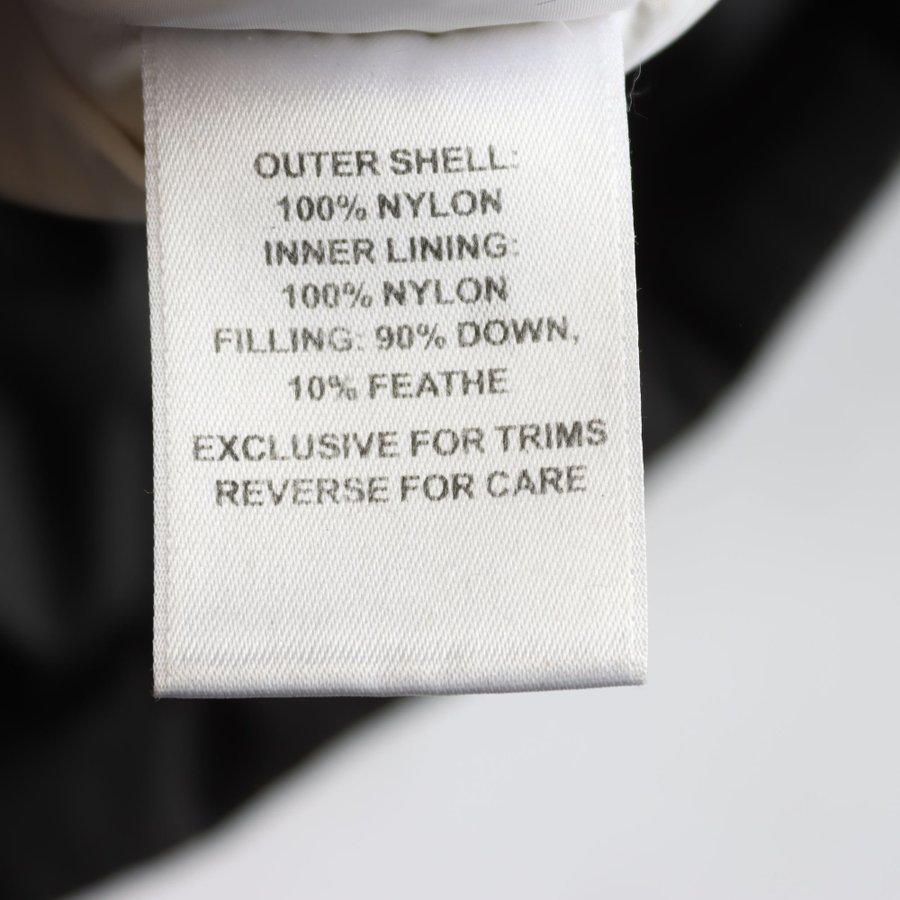 OUTER SHELL:
100% NYLON
INNER LINING:
100% NYLON
FILLING: 90% DOWN,
10% FEATHE
EXCLUSIVE FOR TRIMS
REVERSE FOR CARE